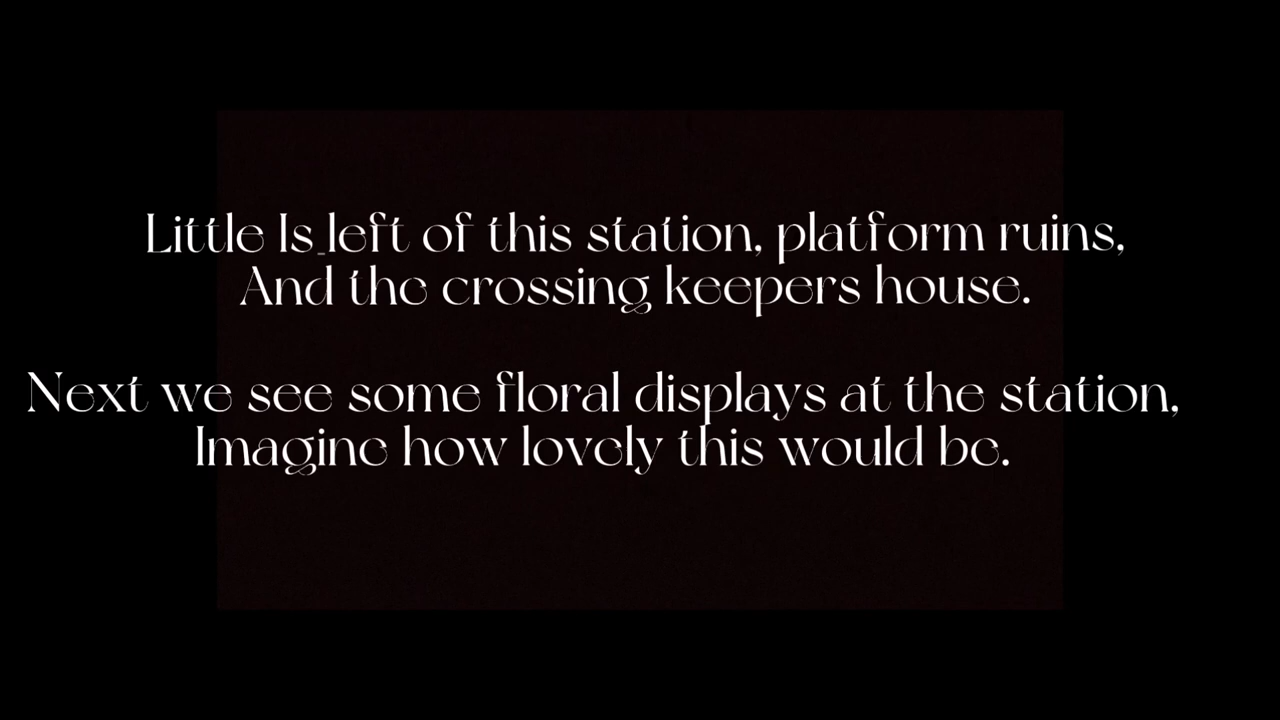 Little Is left of this station, platform ruins,
And the crossing keepers house.
Next we see some floral displays at the station,
Imagine how lovely this would be.